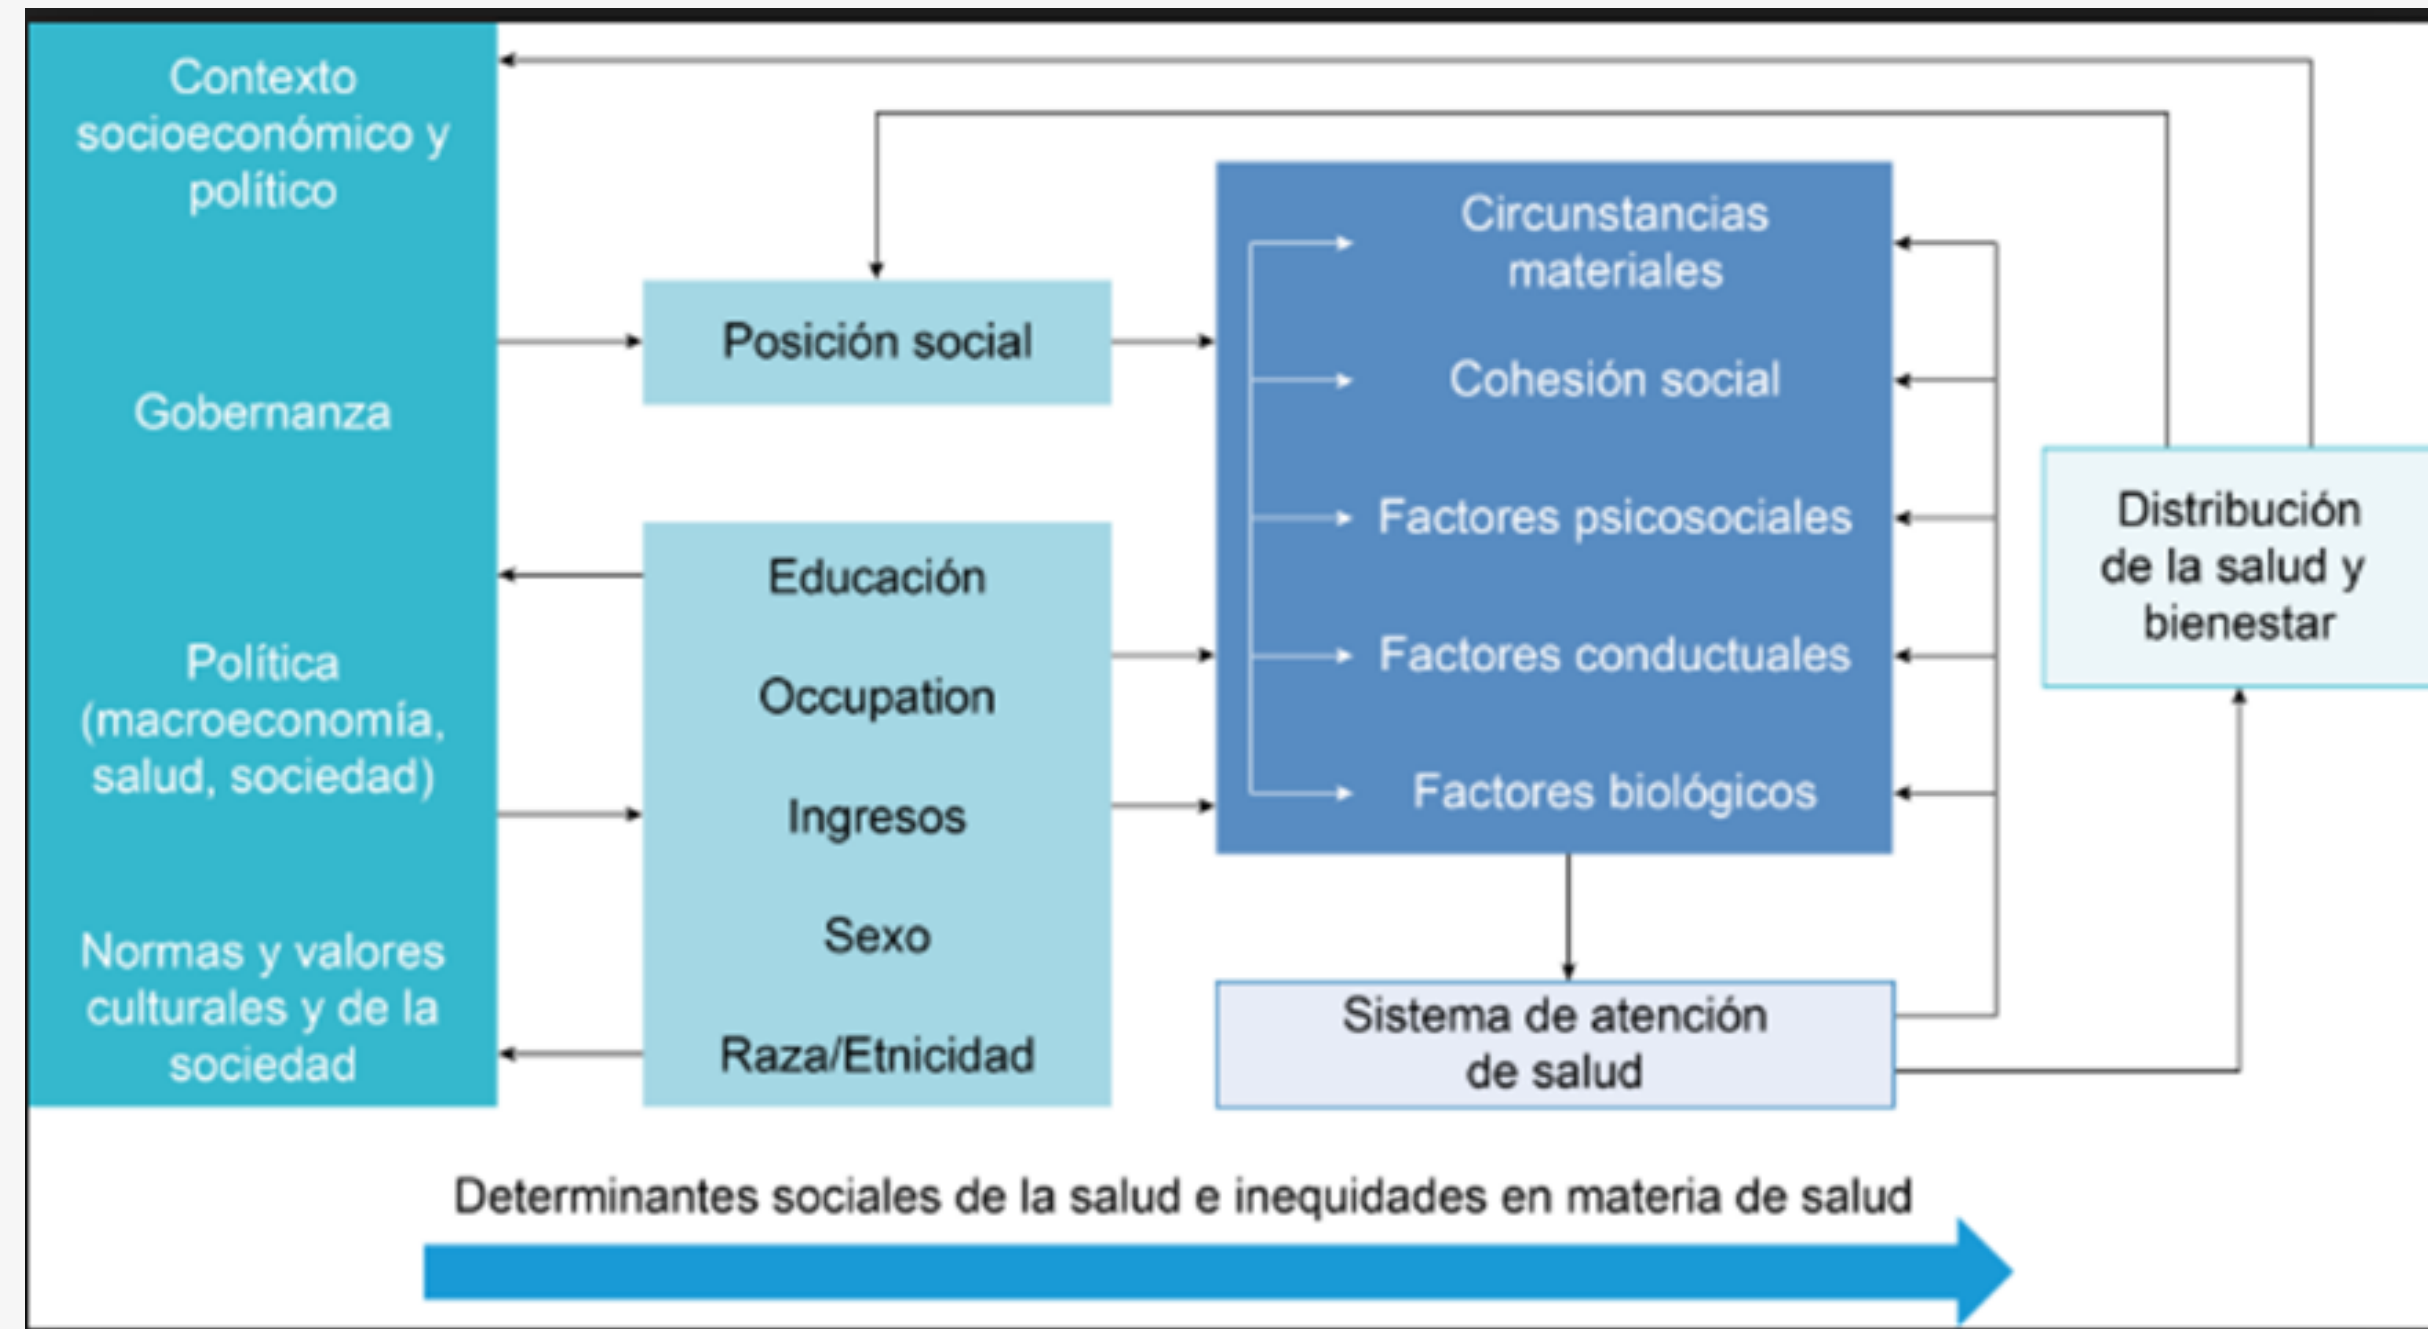 Contexto
socioeconómico y
político
Gobernanza
Política
(macroeconomía,
salud, sociedad)
Normas y valores
culturales y de la
sociedad
Posición social
Educación
Occupation
Ingresos
Sexo
Raza/Etnicidad
Circunstancias
materiales
Cohesión social
Factores psicosociales
Factores conductuales
Factores biológicos
Sistema de atención
de salud
Distribución
de la salud y
bienestar
Determinantes sociales de la salud e inequidades en materia de salud